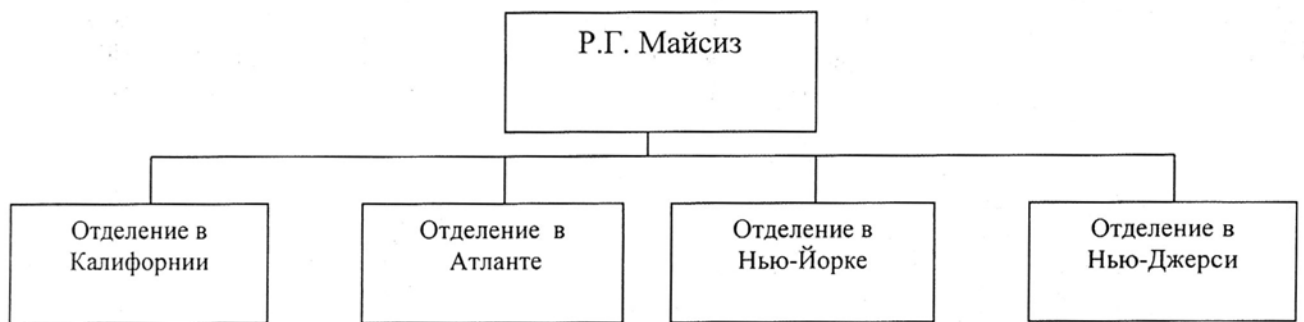 Р.Г. Майсиз
Отделение в
Калифорнии
Отделение в
Атланте
Отделение в
Нью-Йорке
Отделение в
Нью-Джерси